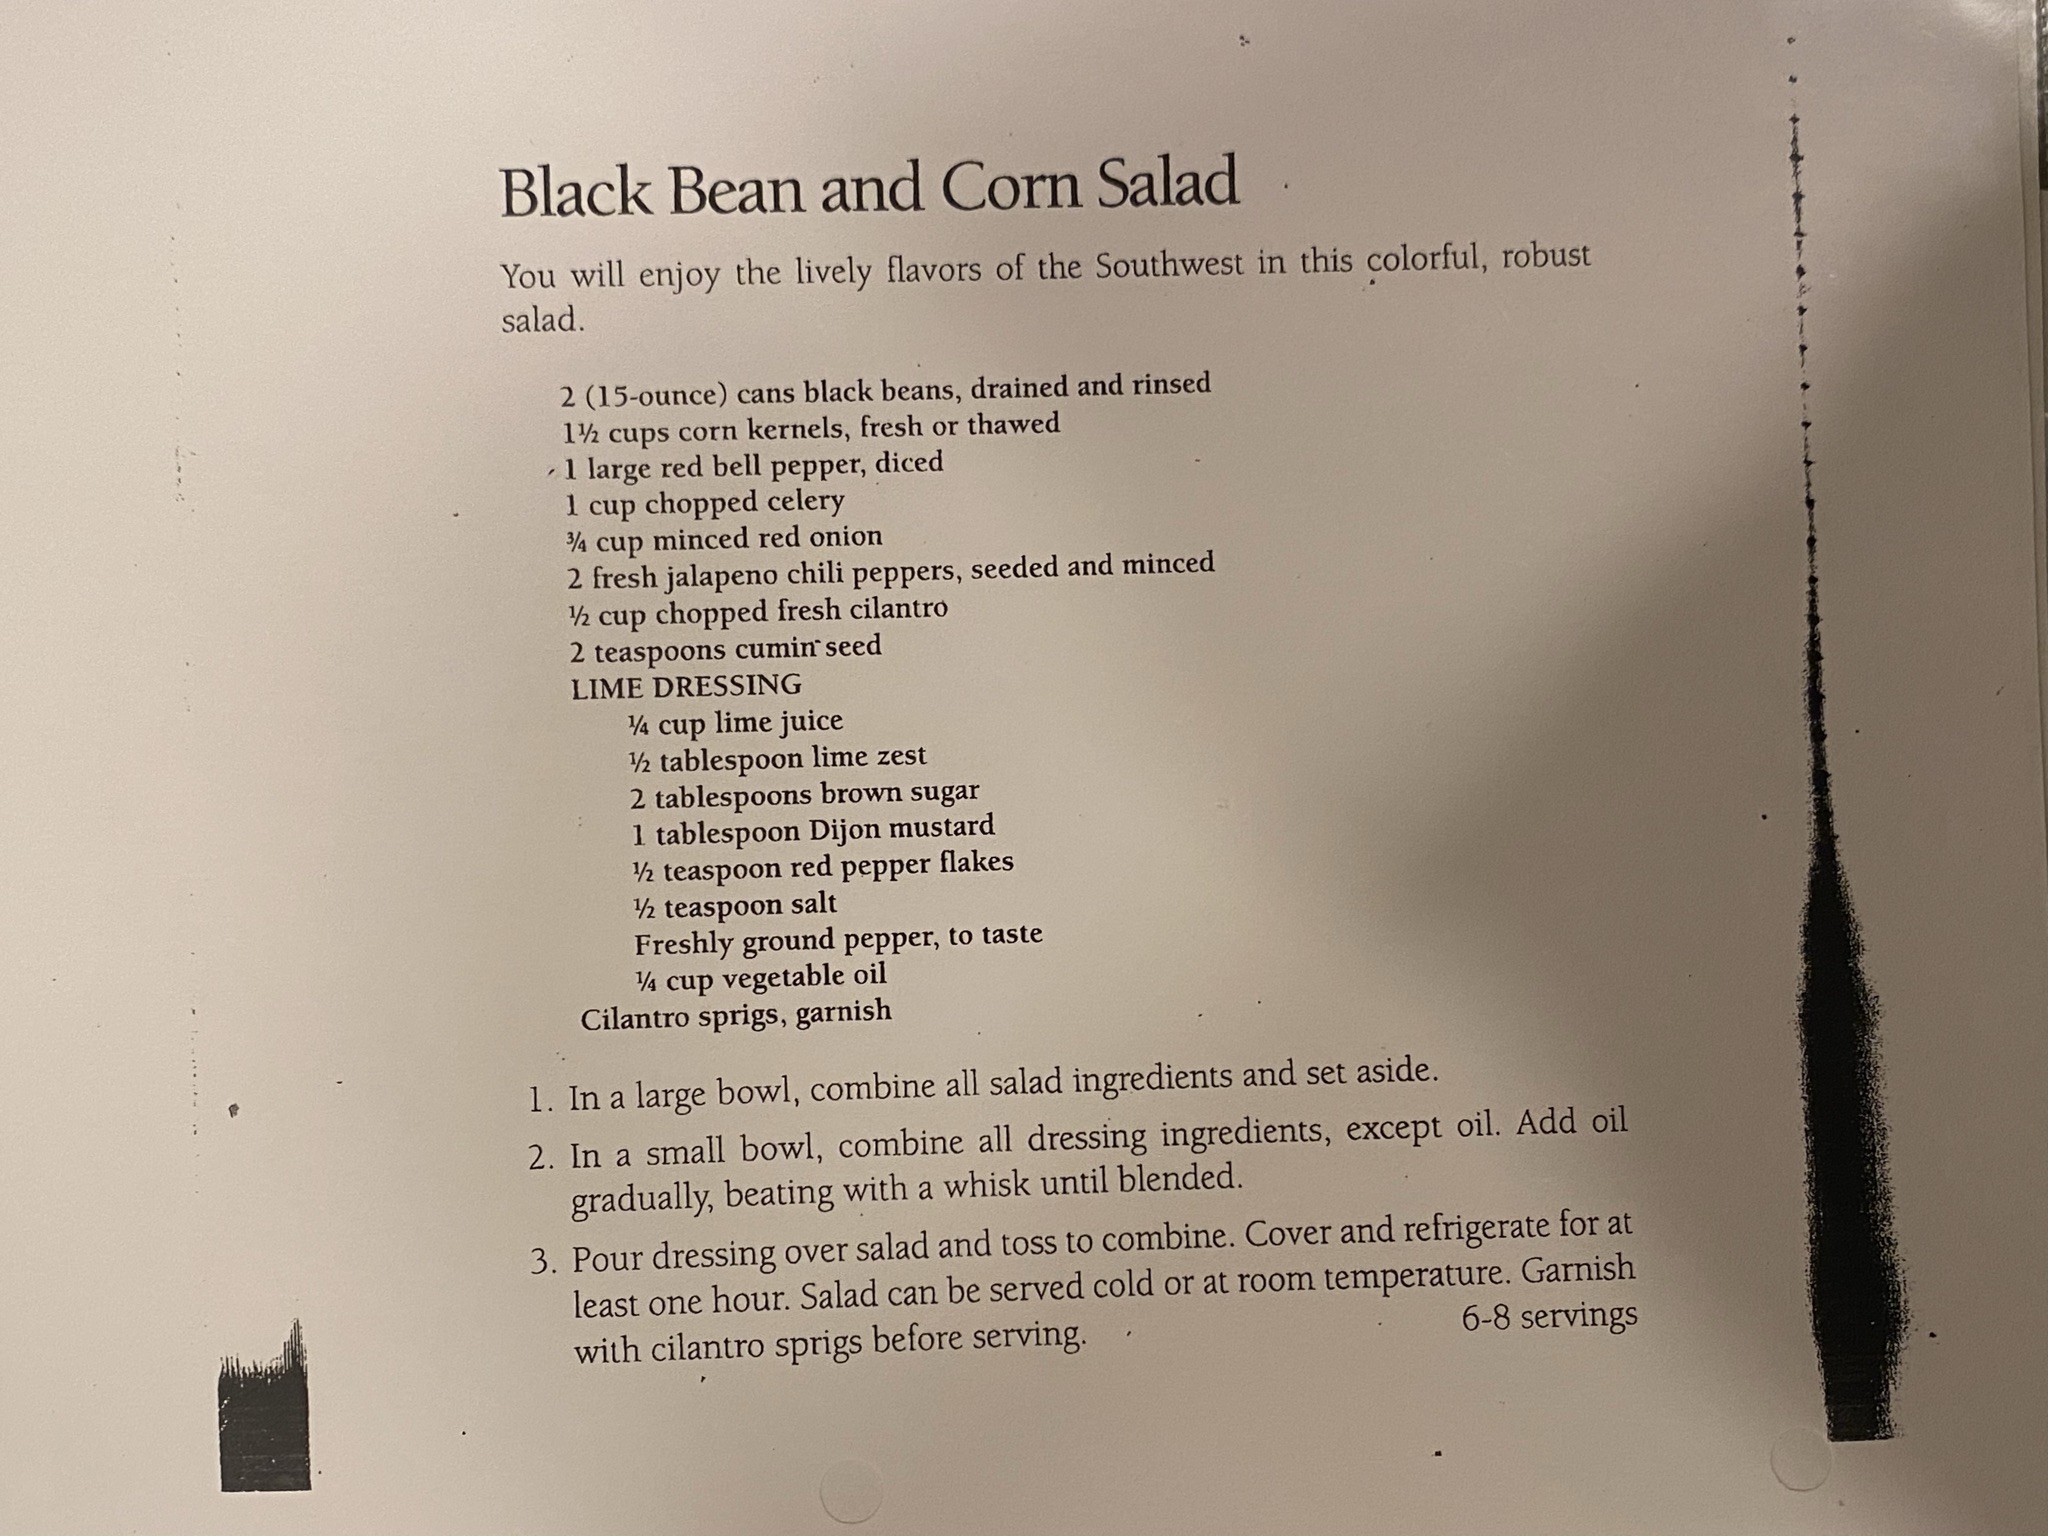 Black Bean and Corn Salad
You will enjoy the lively flavors of the Southwest in this colorful, robust
salad.
2 (15-ounce) cans black beans, drained and rinsed
1½ cups corn kernels, fresh or thawed
1 large red bell pepper, diced
1 cup chopped celery
¾ cup minced red onion
2 fresh jalapeno chili peppers, seeded and minced
½ cup chopped fresh cilantro
2 teaspoons cumin seed
LIME DRESSING
¼ cup lime juice
½ tablespoon lime zest
2 tablespoons brown sugar
1 tablespoon Dijon mustard
½ teaspoon red pepper flakes
½ teaspoon salt
Freshly ground pepper, to taste
¼ cup vegetable oil
Cilantro sprigs, garnish
1. In a large bowl, combine all salad ingredients and set aside.
2. In a small bowl, combine all dressing ingredients, except oil. Add oil
gradually, beating with a whisk until blended.
3. Pour dressing over salad and toss to combine. Cover and refrigerate for at
least one hour. Salad can be served cold or at room temperature. Garnish
with cilantro sprigs before serving. 6-8 servings